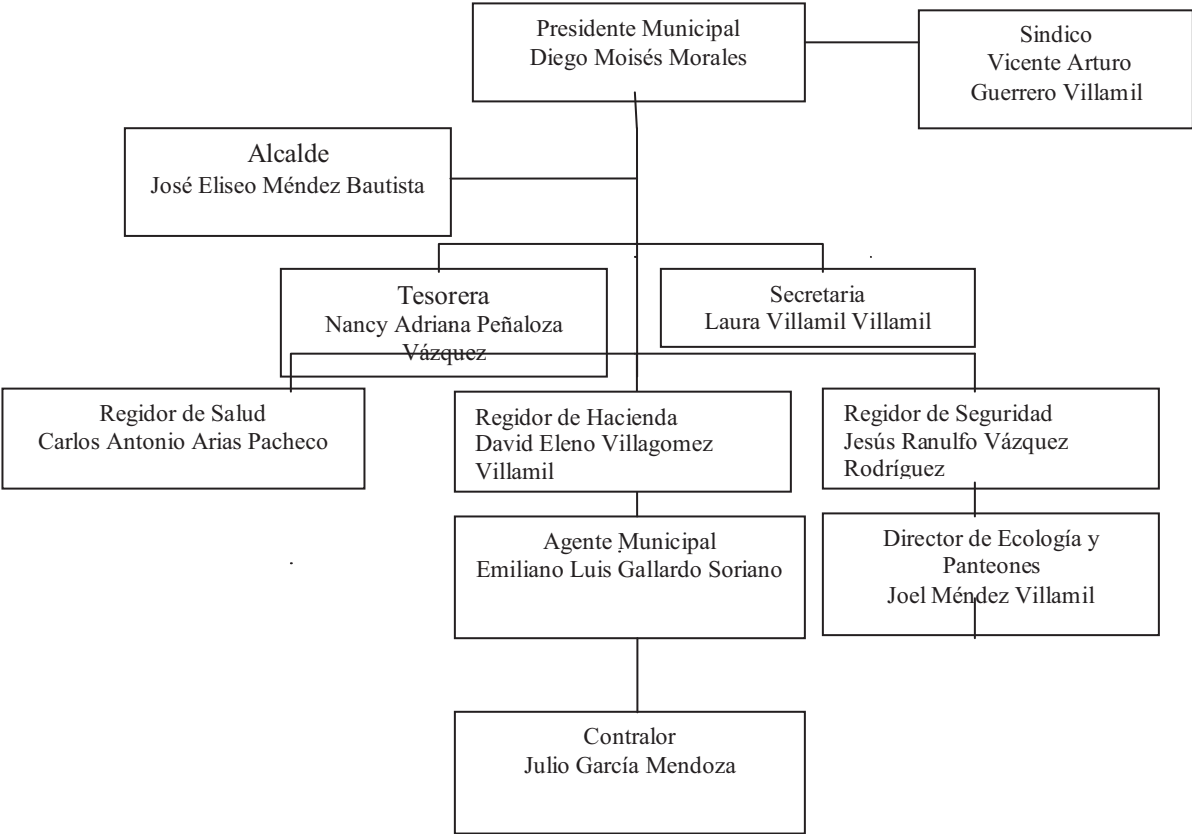 Presidente Municipal
Diego Moisés Morales
Sindico
Vicente Arturo
Guerrero Villamil
Alcalde
José Eliseo Méndez Bautista
Tesorera
Nancy Adriana Peñaloza
Vázquez
Secretaria
Laura Villamil Villamil
Regidor de Salud
Carlos Antonio Arias Pacheco
Regidor de Hacienda
David Eleno Villagomez
Villamil
Regidor de Seguridad
Jesús Ranulfo Vázquez
Rodríguez
Agente Municipal
Emiliano Luis Gallardo Soriano
Director de Ecología y
Panteones
Joel Méndez Villamil
Contralor
Julio García Mendoza